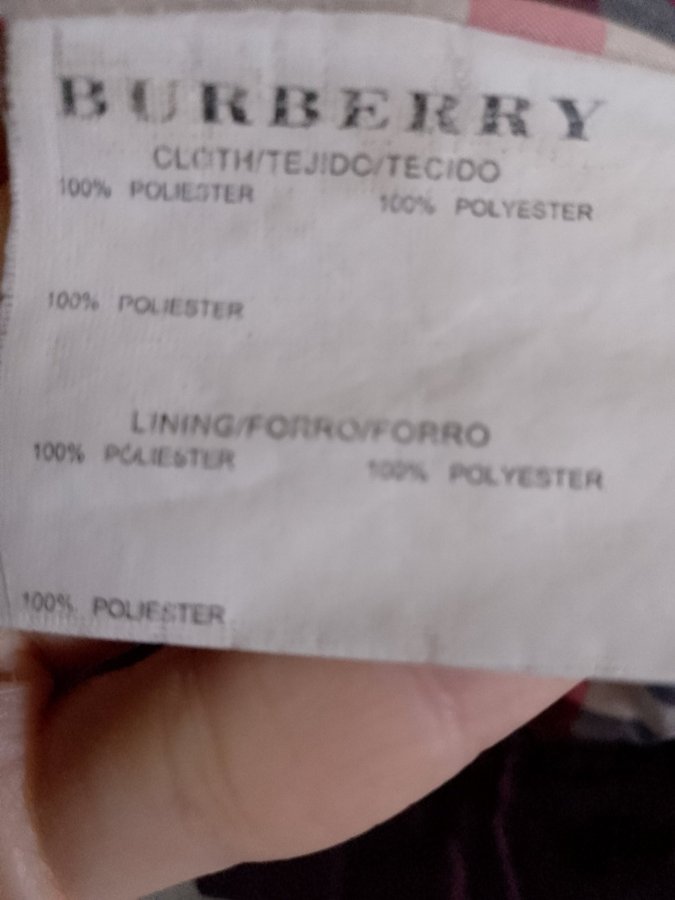 BURBERRY
CLOTH/TEJIDO/TECIDO
100% POLIESTER 100% POLYESTER
100% POLIESTER
LINING/FORRO/FORRO
100% POLIESTER 100% POLYESTER
100% POLIESTER